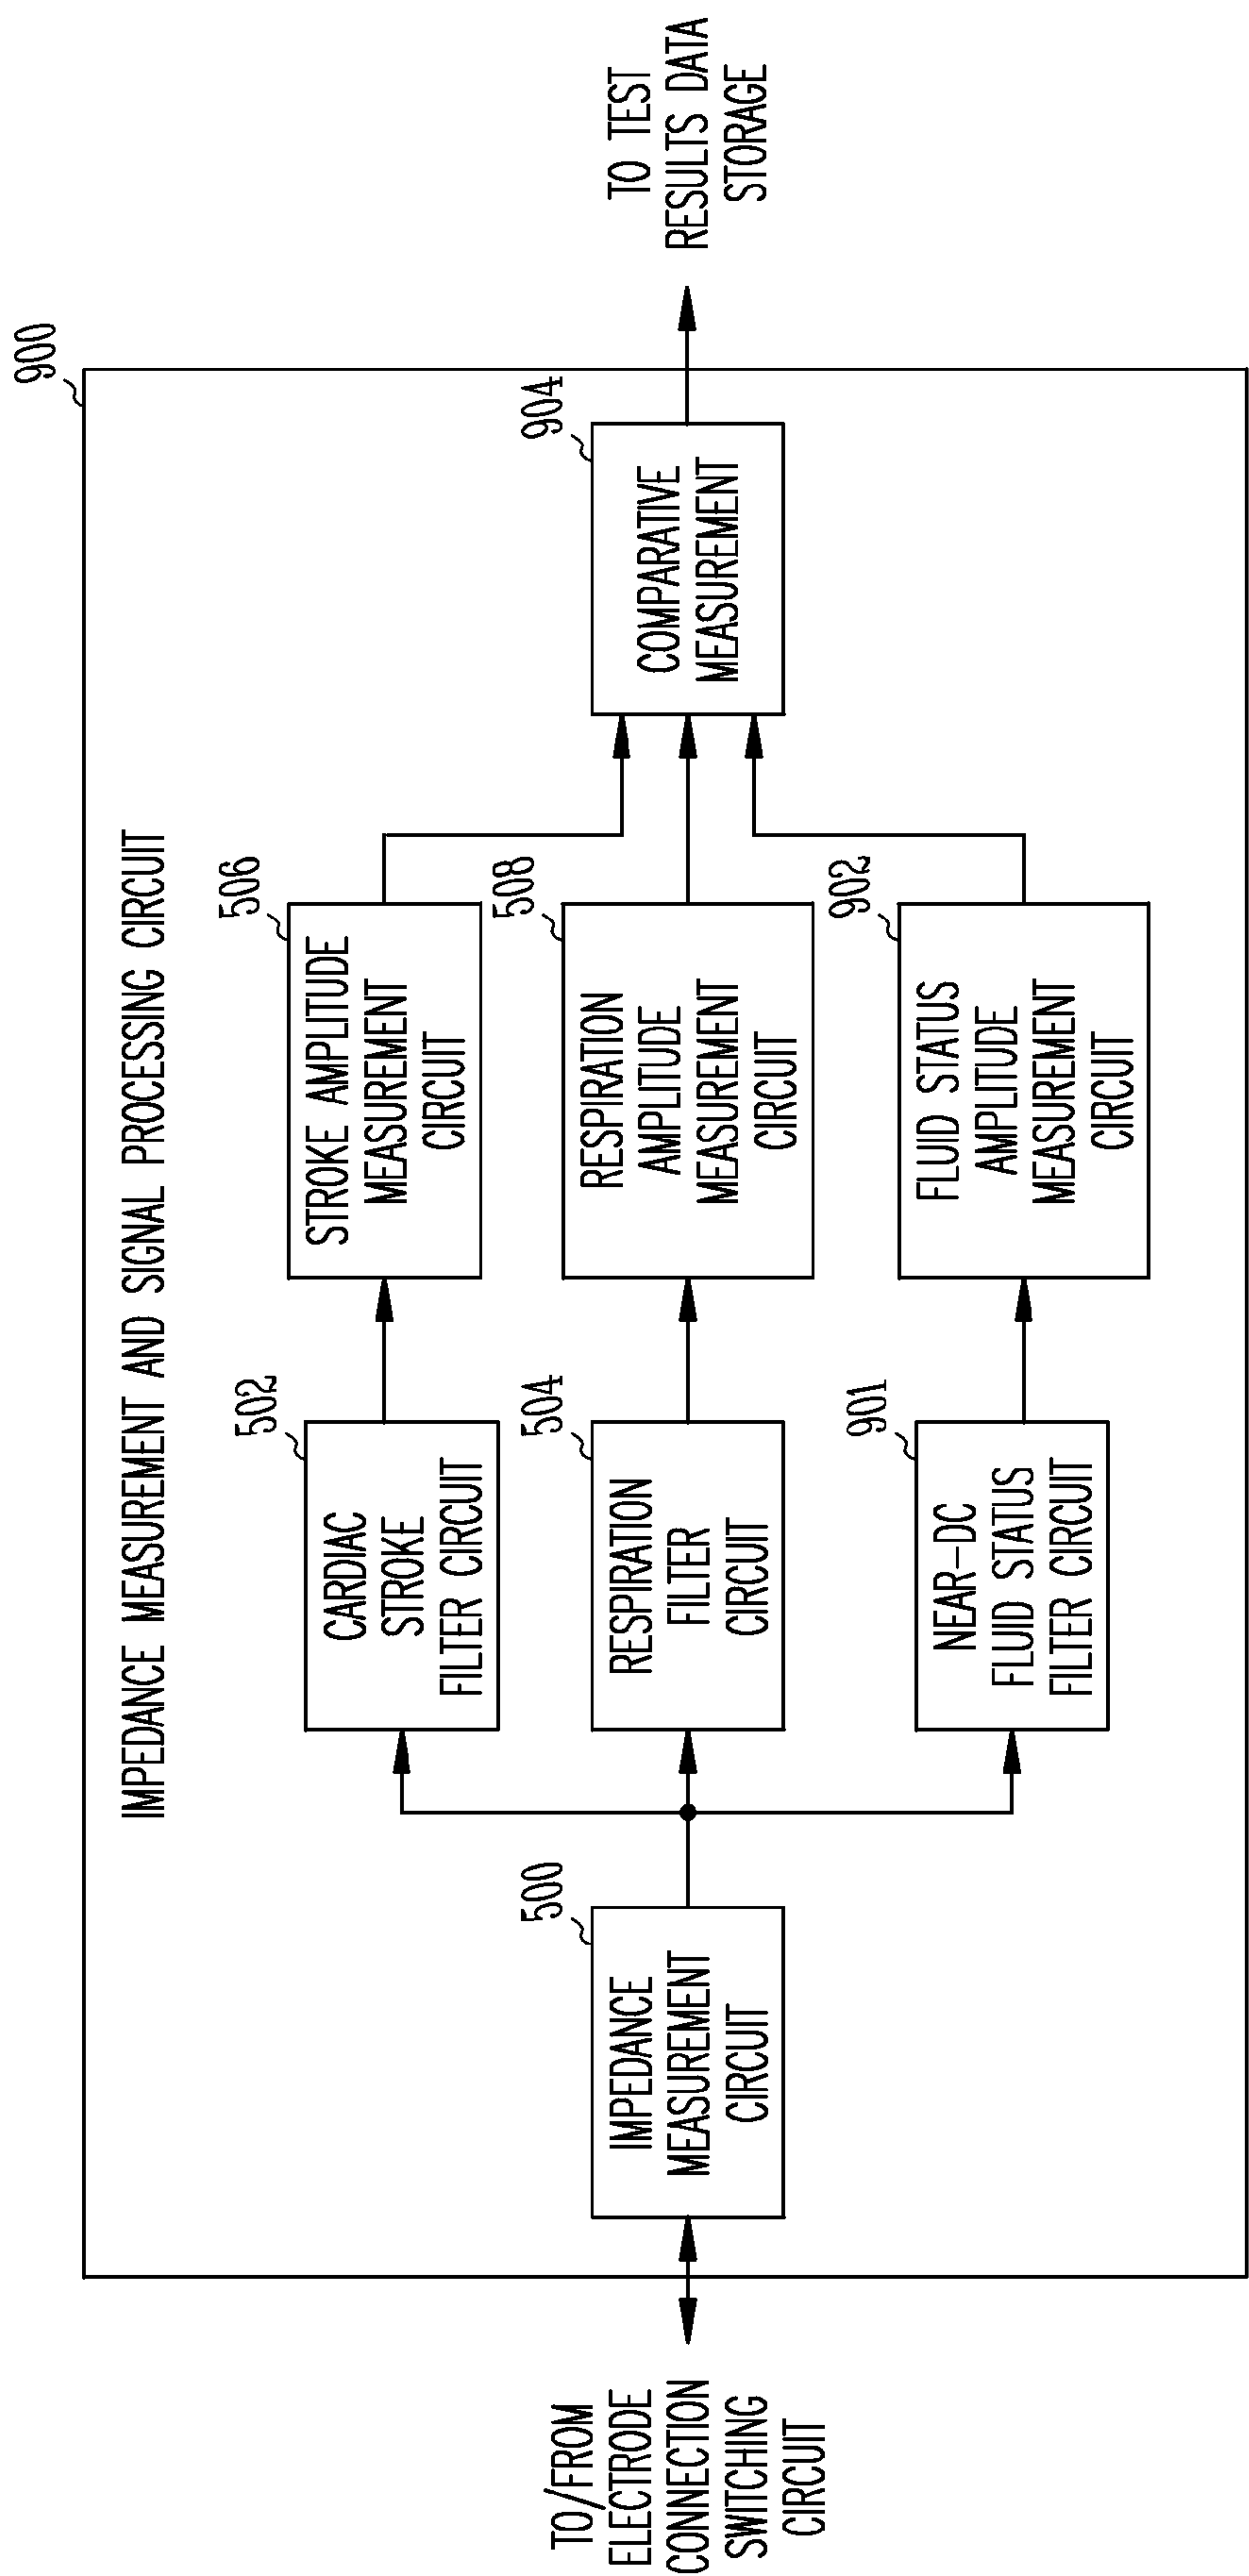 900
IMPEDANCE MEASUREMENT AND SIGNAL PROCESSING CIRCUIT
TO/FROM
ELECTRODE
CONNECTION
SWITCHING
CIRCUIT
500
IMPEDANCE
MEASUREMENT
CIRCUIT
502
CARDIAC
STROKE
FILTER CIRCUIT
506
STROKE AMPLITUDE
MEASUREMENT
CIRCUIT
504
RESPIRATION
FILTER
CIRCUIT
508
RESPIRATION
AMPLITUDE
MEASUREMENT
CIRCUIT
901
NEAR-DC
FLUID STATUS
FILTER CIRCUIT
902
FLUID STATUS
AMPLITUDE
MEASUREMENT
CIRCUIT
904
COMPARATIVE
MEASUREMENT
TO TEST
RESULTS DATA
STORAGE